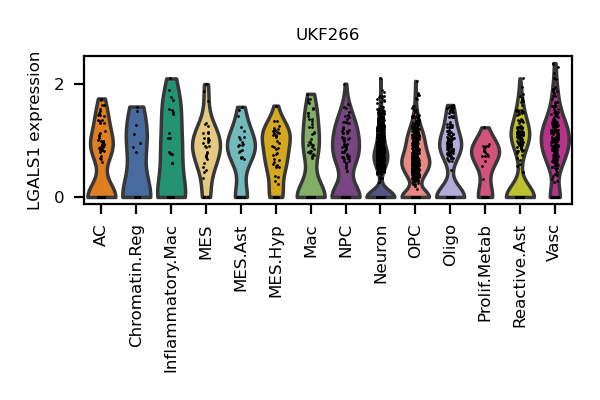 UKF266
LGALS1 expression
2
0
AC
Chromatin.Reg
Inflammatory.Mac
MES
MES.Ast
MES.Hyp
Mac
NPC
Neuron
OPC
Oligo
Prolif.Metab
Reactive.Ast
Vasc